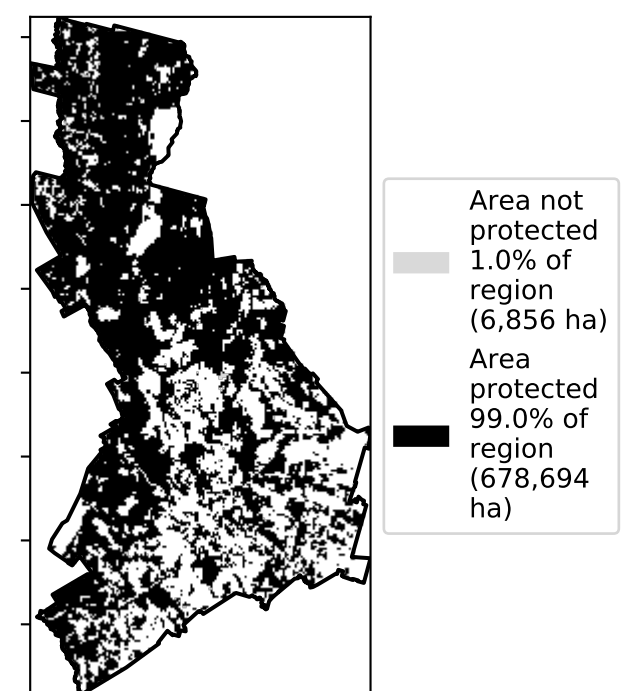 Area not
protected
1.0% of
region
(6,856 ha)
Area
protected
99.0% of
region
(678,694
ha)